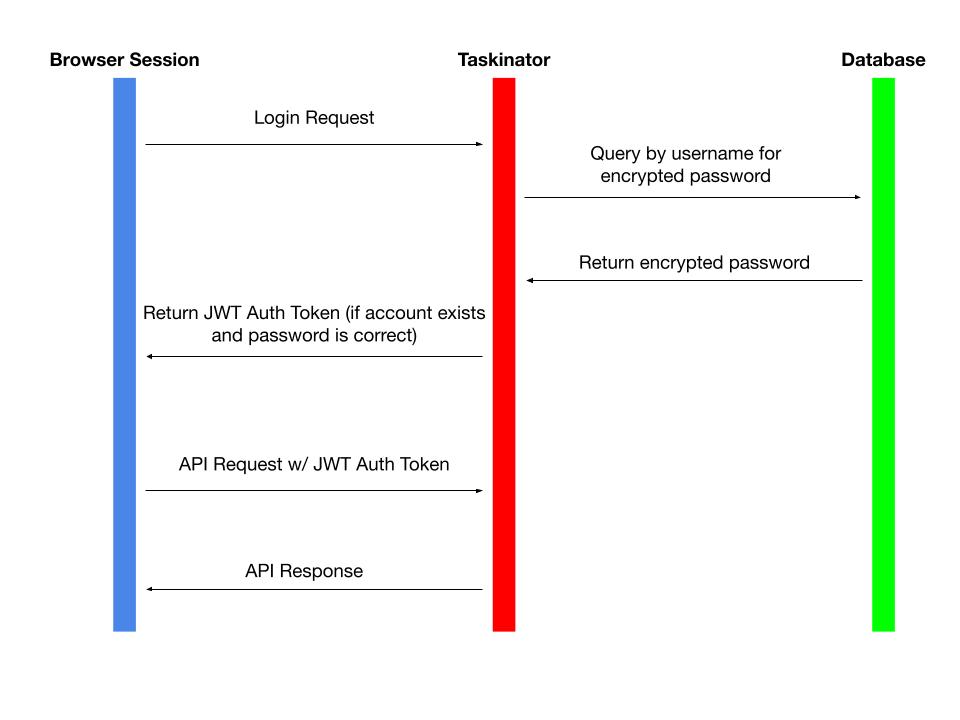 Browser Session
Taskinator
Database
Login Request
Query by username for
encrypted password
Return encrypted password
Return JWT Auth Token (if account exists
and password is correct)
API Request w/ JWT Auth Token
API Response